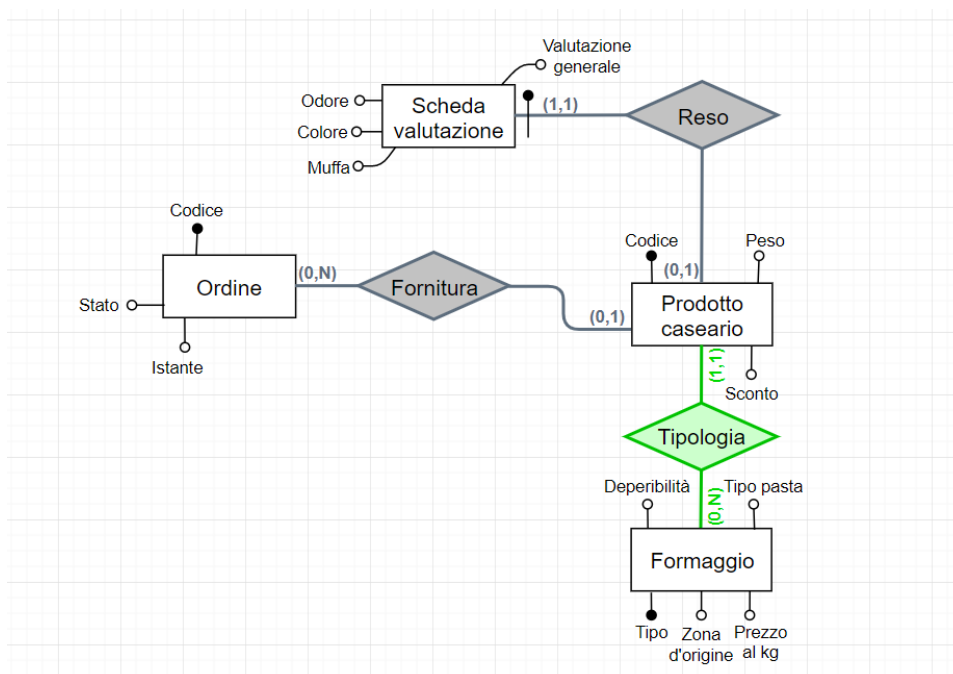 Valutazione
generale
Odore
Scheda
valutazione
(1,1)
Reso
Colore
Muffa
Codice
Codice
Peso
(0,1)
(0,N)
Ordine
Fornitura
Stato
(0,1)
Prodotto
caseario
Istante
(1,1)
Sconto
Tipologia
Deperibilità
Tipo pasta
(0,N)
Formaggio
Tipo
Zona
d'origine
Prezzo
al kg